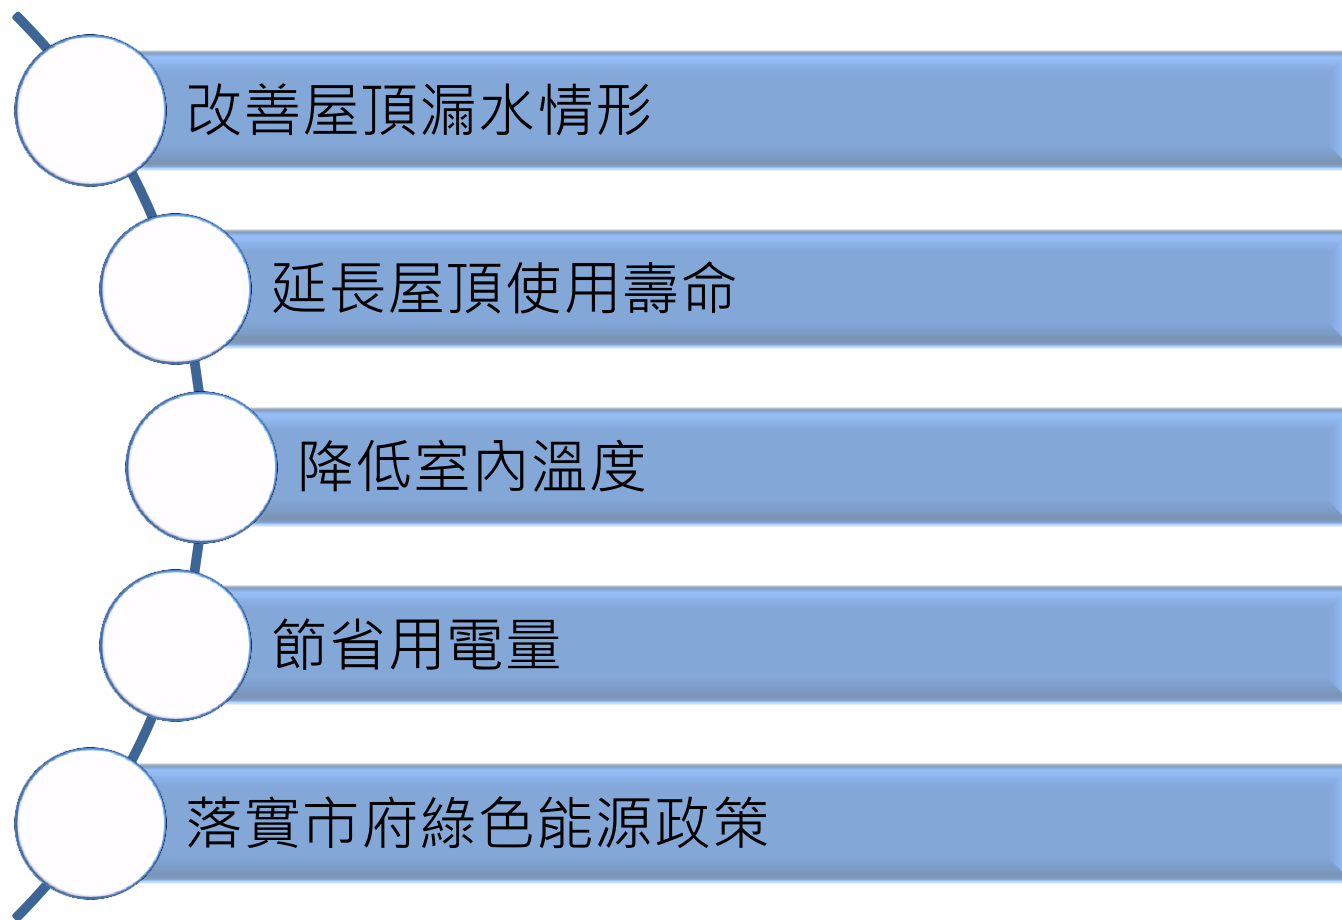 改善屋頂漏水情形
延長屋頂使用壽命
降低室內溫度
節省用電量
落實市府綠色能源政策